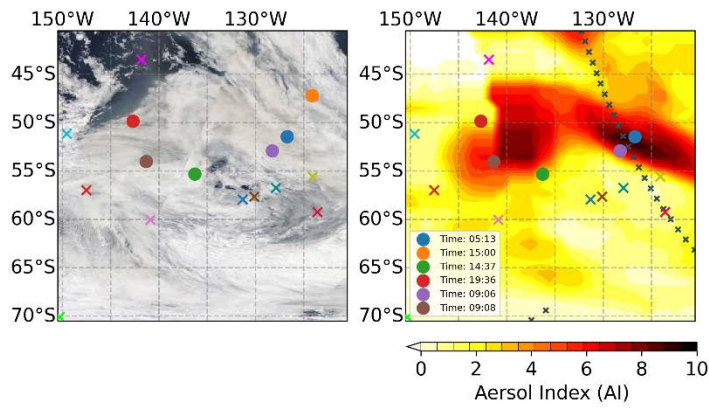 150°W 140°W 130°W
150°W 140°W 130°W
45°S
50°S
55°S
60°S
65°S
70°S
45°S
50°S
55°S
60°S
65°S
70°S
Time: 05:13
Time: 15:00
Time: 14:37
Time: 19:36
Time: 09:06
Time: 09:08
0 2 4 6 8 10
Aersol Index (AI)